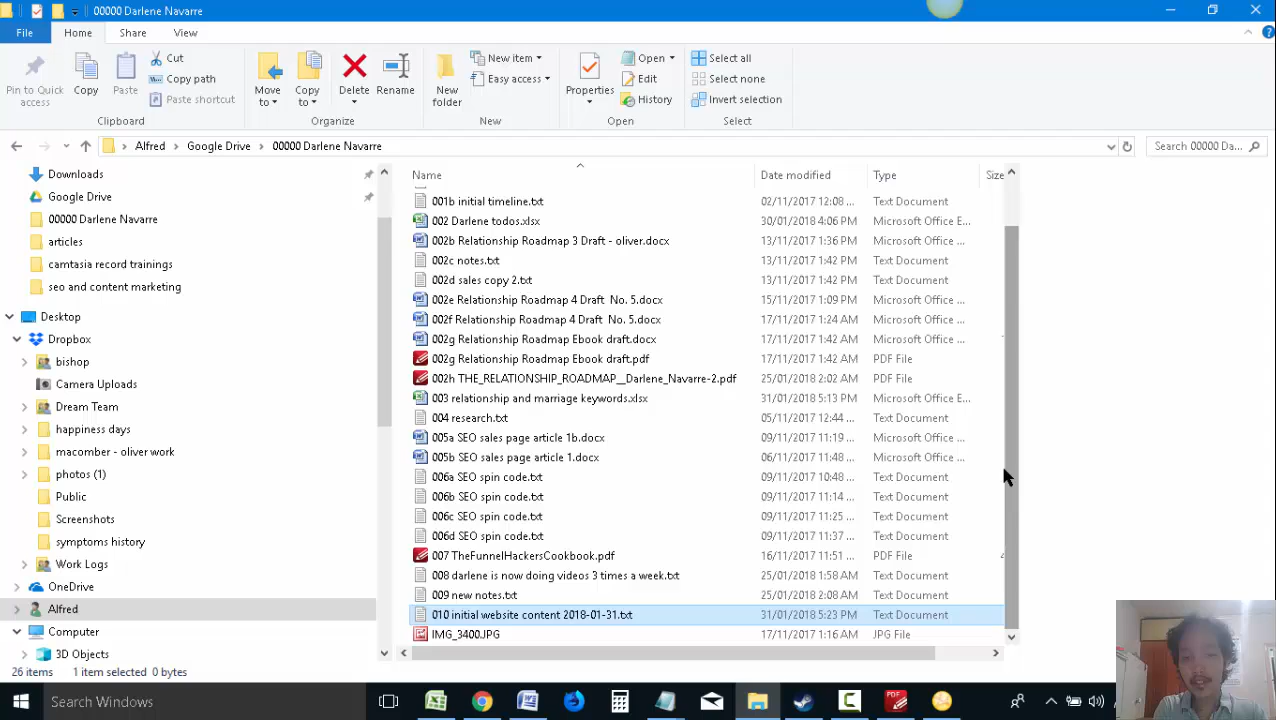 00000 Darlene Navarre
File Home Share View
Pin to Quick access
Copy
Paste
Cut
Copy path
Paste shortcut
Move to
Copy to
Delete
Rename
New folder
New item
Easy access
Properties
Open
Edit
History
Select all
Select none
Invert selection
Clipboard Organize New Open Select
Alfred Google Drive 00000 Darlene Navarre Search 00000 Da...
Downloads
Google Drive
00000 Darlene Navarre
articles
camtasia record trainings
seo and content marketing
Desktop
Dropbox
bishop
Camera Uploads
Dream Team
happiness days
macomber - oliver work
photos (1)
Public
Screenshots
symptoms history
Work Logs
OneDrive
Alfred
Computer
3D Objects
Name Date modified Type Size
001b initial timeline.txt 02/11/2017 12:08 ... Text Document
002 Darlene todos.xlsx 30/01/2018 4:06 PM Microsoft Office E...
002b Relationship Roadmap 3 Draft - oliver.docx 13/11/2017 1:36 PM Microsoft Office ...
002c notes.txt 13/11/2017 1:42 PM Text Document
002d sales copy 2.txt 13/11/2017 1:42 PM Text Document
002e Relationship Roadmap 4 Draft No. 5.docx 15/11/2017 1:09 PM Microsoft Office ...
002f Relationship Roadmap 4 Draft No. 5.docx 17/11/2017 1:24 AM Microsoft Office ...
002g Relationship Roadmap Ebook draft.docx 17/11/2017 1:42 AM Microsoft Office ...
002g Relationship Roadmap Ebook draft.pdf 17/11/2017 1:42 AM PDF File
002h THE_RELATIONSHIP_ROADMAP__Darlene_Navarre-2.pdf 25/01/2018 2:02 AM PDF File
003 relationship and marriage keywords.xlsx 31/01/2018 5:13 PM Microsoft Office E...
004 research.txt 05/11/2017 12:44 ... Text Document
005a SEO sales page article 1b.docx 09/11/2017 11:19 ... Microsoft Office ...
005b SEO sales page article 1.docx 06/11/2017 11:48 ... Microsoft Office ...
006a SEO spin code.txt 09/11/2017 10:48 ... Text Document
006b SEO spin code.txt 09/11/2017 11:14 ... Text Document
006c SEO spin code.txt 09/11/2017 11:25 ... Text Document
006d SEO spin code.txt 09/11/2017 11:37 ... Text Document
007 TheFunnelHackersCookbook.pdf 16/11/2017 11:51 ... PDF File
008 darlene is now doing videos 3 times a week.txt 25/01/2018 1:58 AM Text Document
009 new notes.txt 25/01/2018 2:08 AM Text Document
010 initial website content 2018-01-31.txt 31/01/2018 5:23 PM Text Document
IMG_3400.JPG 17/11/2017 1:16 AM JPG File
26 items 1 item selected 0 bytes
Search Windows
PDF